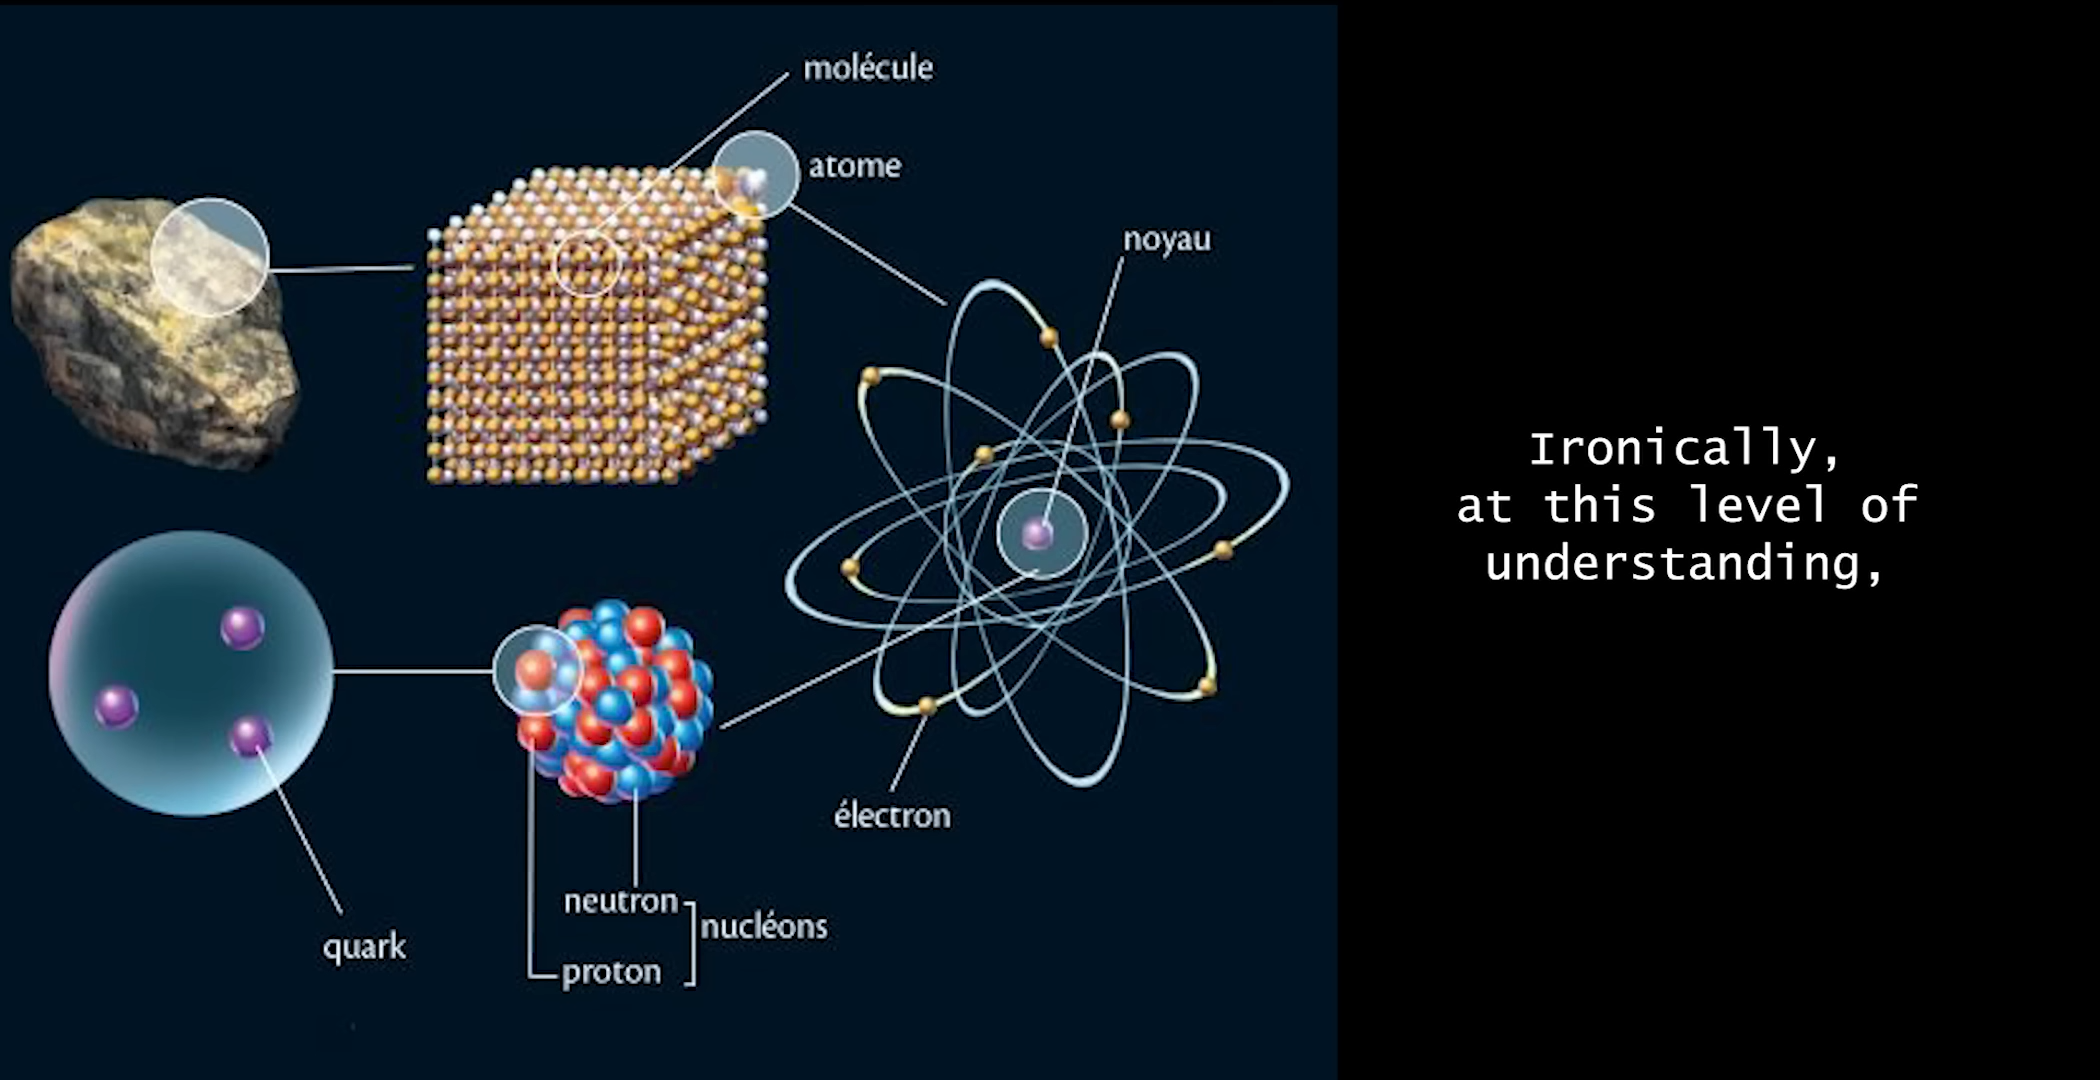 molécule
atome
noyau
électron
neutron
nucléons
proton
quark
Ironically,
at this level of
understanding,